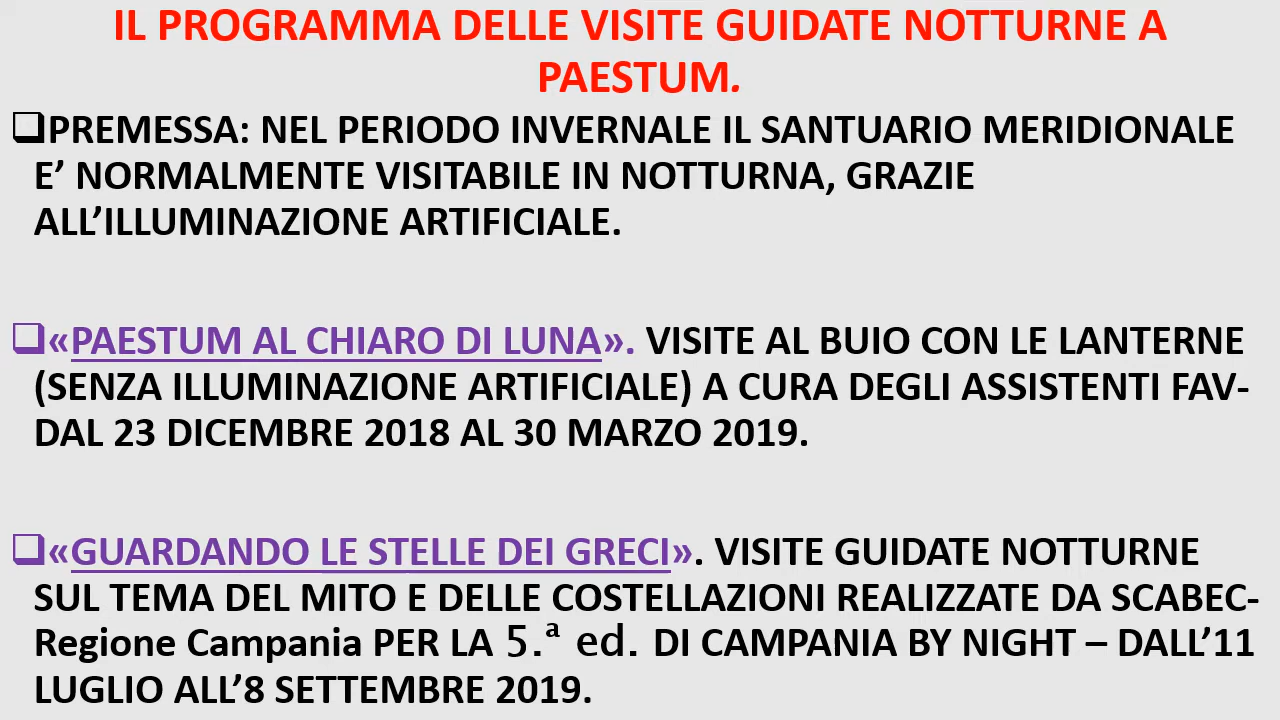 IL PROGRAMMA DELLE VISITE GUIDATE NOTTURNE A
PAESTUM.
❑PREMESSA: NEL PERIODO INVERNALE IL SANTUARIO MERIDIONALE
E’ NORMALMENTE VISITABILE IN NOTTURNA, GRAZIE
ALL’ILLUMINAZIONE ARTIFICIALE.
❑«PAESTUM AL CHIARO DI LUNA». VISITE AL BUIO CON LE LANTERNE
(SENZA ILLUMINAZIONE ARTIFICIALE) A CURA DEGLI ASSISTENTI FAV-
DAL 23 DICEMBRE 2018 AL 30 MARZO 2019.
❑«GUARDANDO LE STELLE DEI GRECI». VISITE GUIDATE NOTTURNE
SUL TEMA DEL MITO E DELLE COSTELLAZIONI REALIZZATE DA SCABEC-
Regione Campania PER LA 5.ª ed. DI CAMPANIA BY NIGHT – DALL’11
LUGLIO ALL’8 SETTEMBRE 2019.